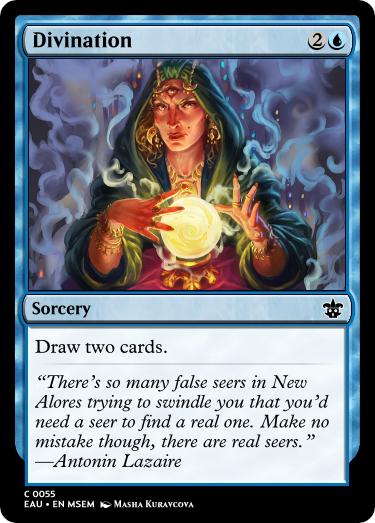 Divination 2
Sorcery
Draw two cards.
“There’s so many false seers in New
Alores trying to swindle you that you’d
need a seer to find a real one. Make no
mistake though, there are real seers.”
—Antonin Lazaire
C 0055
EAU • EN MSEM Masha Kuravcova